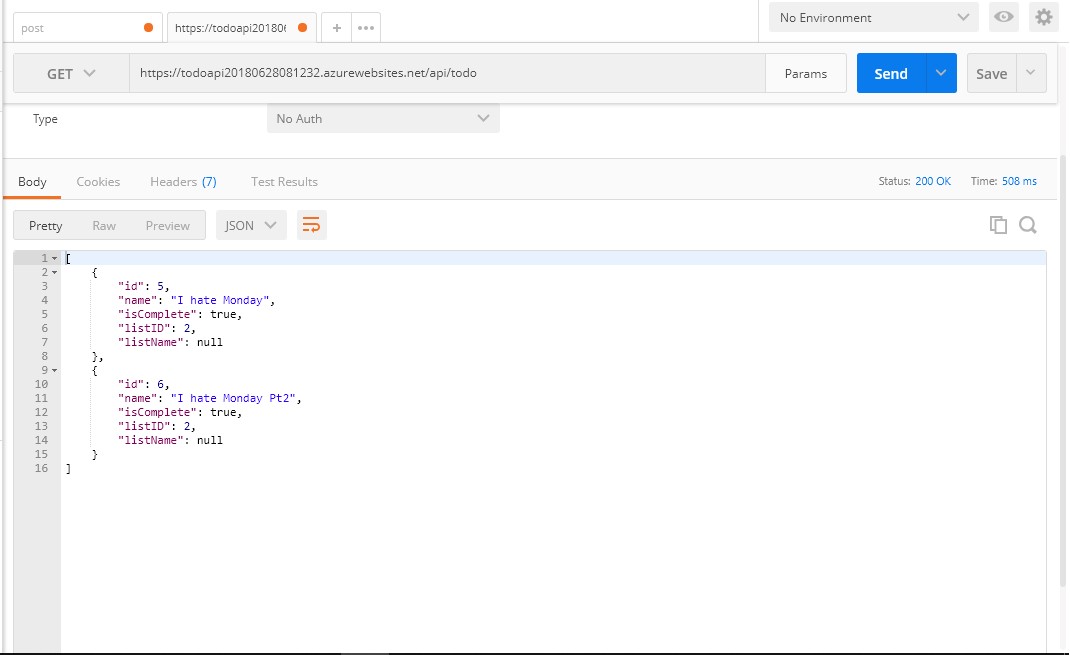 post
https://todoapi201806
+
•••
No Environment
GET
https://todoapi20180628081232.azurewebsites.net/api/todo
Params
Send
Save
Type
No Auth
Body
Cookies
Headers (7)
Test Results
Status: 200 OK
Time: 508 ms
Pretty
Raw
Preview
JSON
1 [
2 {
3 "id": 5,
4 "name": "I hate Monday",
5 "isComplete": true,
6 "listID": 2,
7 "listName": null
8 },
9 {
10 "id": 6,
11 "name": "I hate Monday Pt2",
12 "isComplete": true,
13 "listID": 2,
14 "listName": null
15 }
16 ]